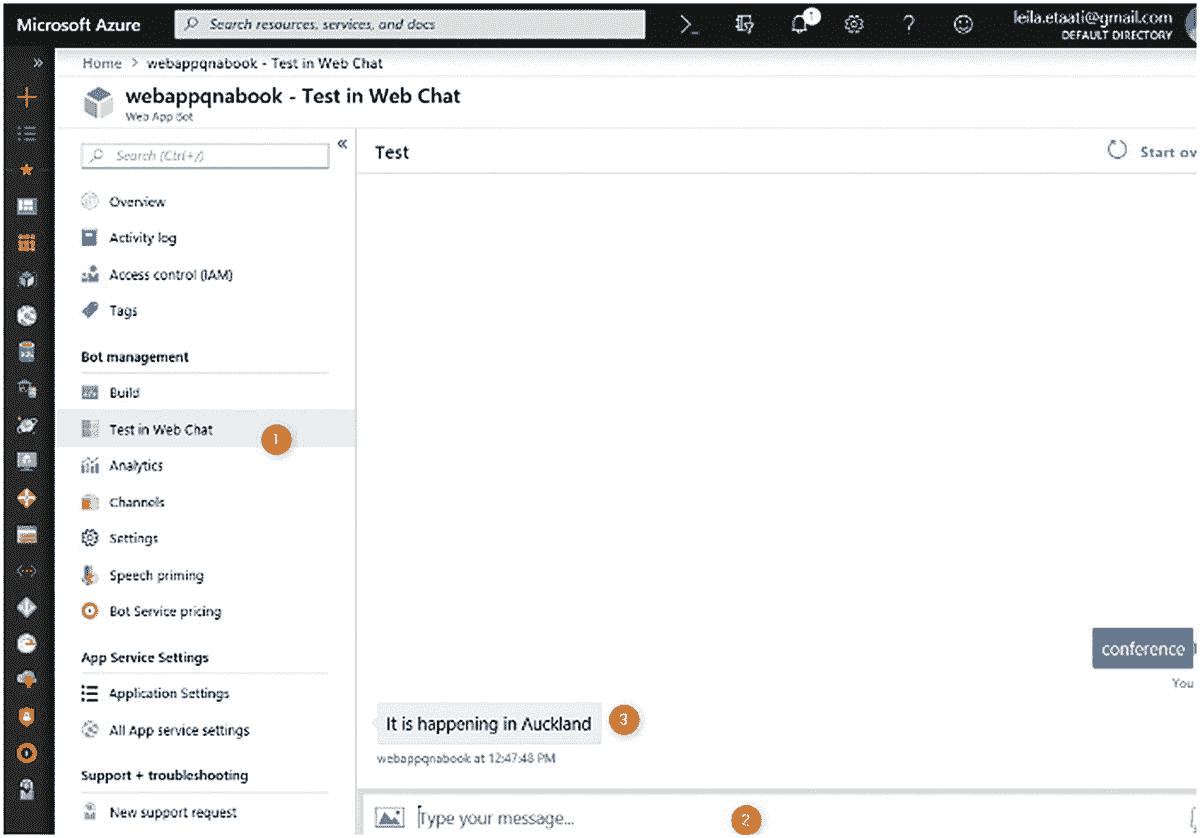 Microsoft Azure
Search resources, services, and docs
1
leila.etaati@gmail.com
DEFAULT DIRECTORY
Home > webappqnabook - Test in Web Chat
webappqnabook - Test in Web Chat
Web App Bot
Search (Ctrl+/)
«
Test
Start ov
Overview
Activity log
Access control (IAM)
Tags
Bot management
Build
Test in Web Chat
1
Analytics
Channels
Settings
Speech priming
Bot Service pricing
App Service Settings
Application Settings
All App service settings
Support + troubleshooting
New support request
conference
You
It is happening in Auckland
3
webappqnabook at 12:47:48 PM
Type your message...
2